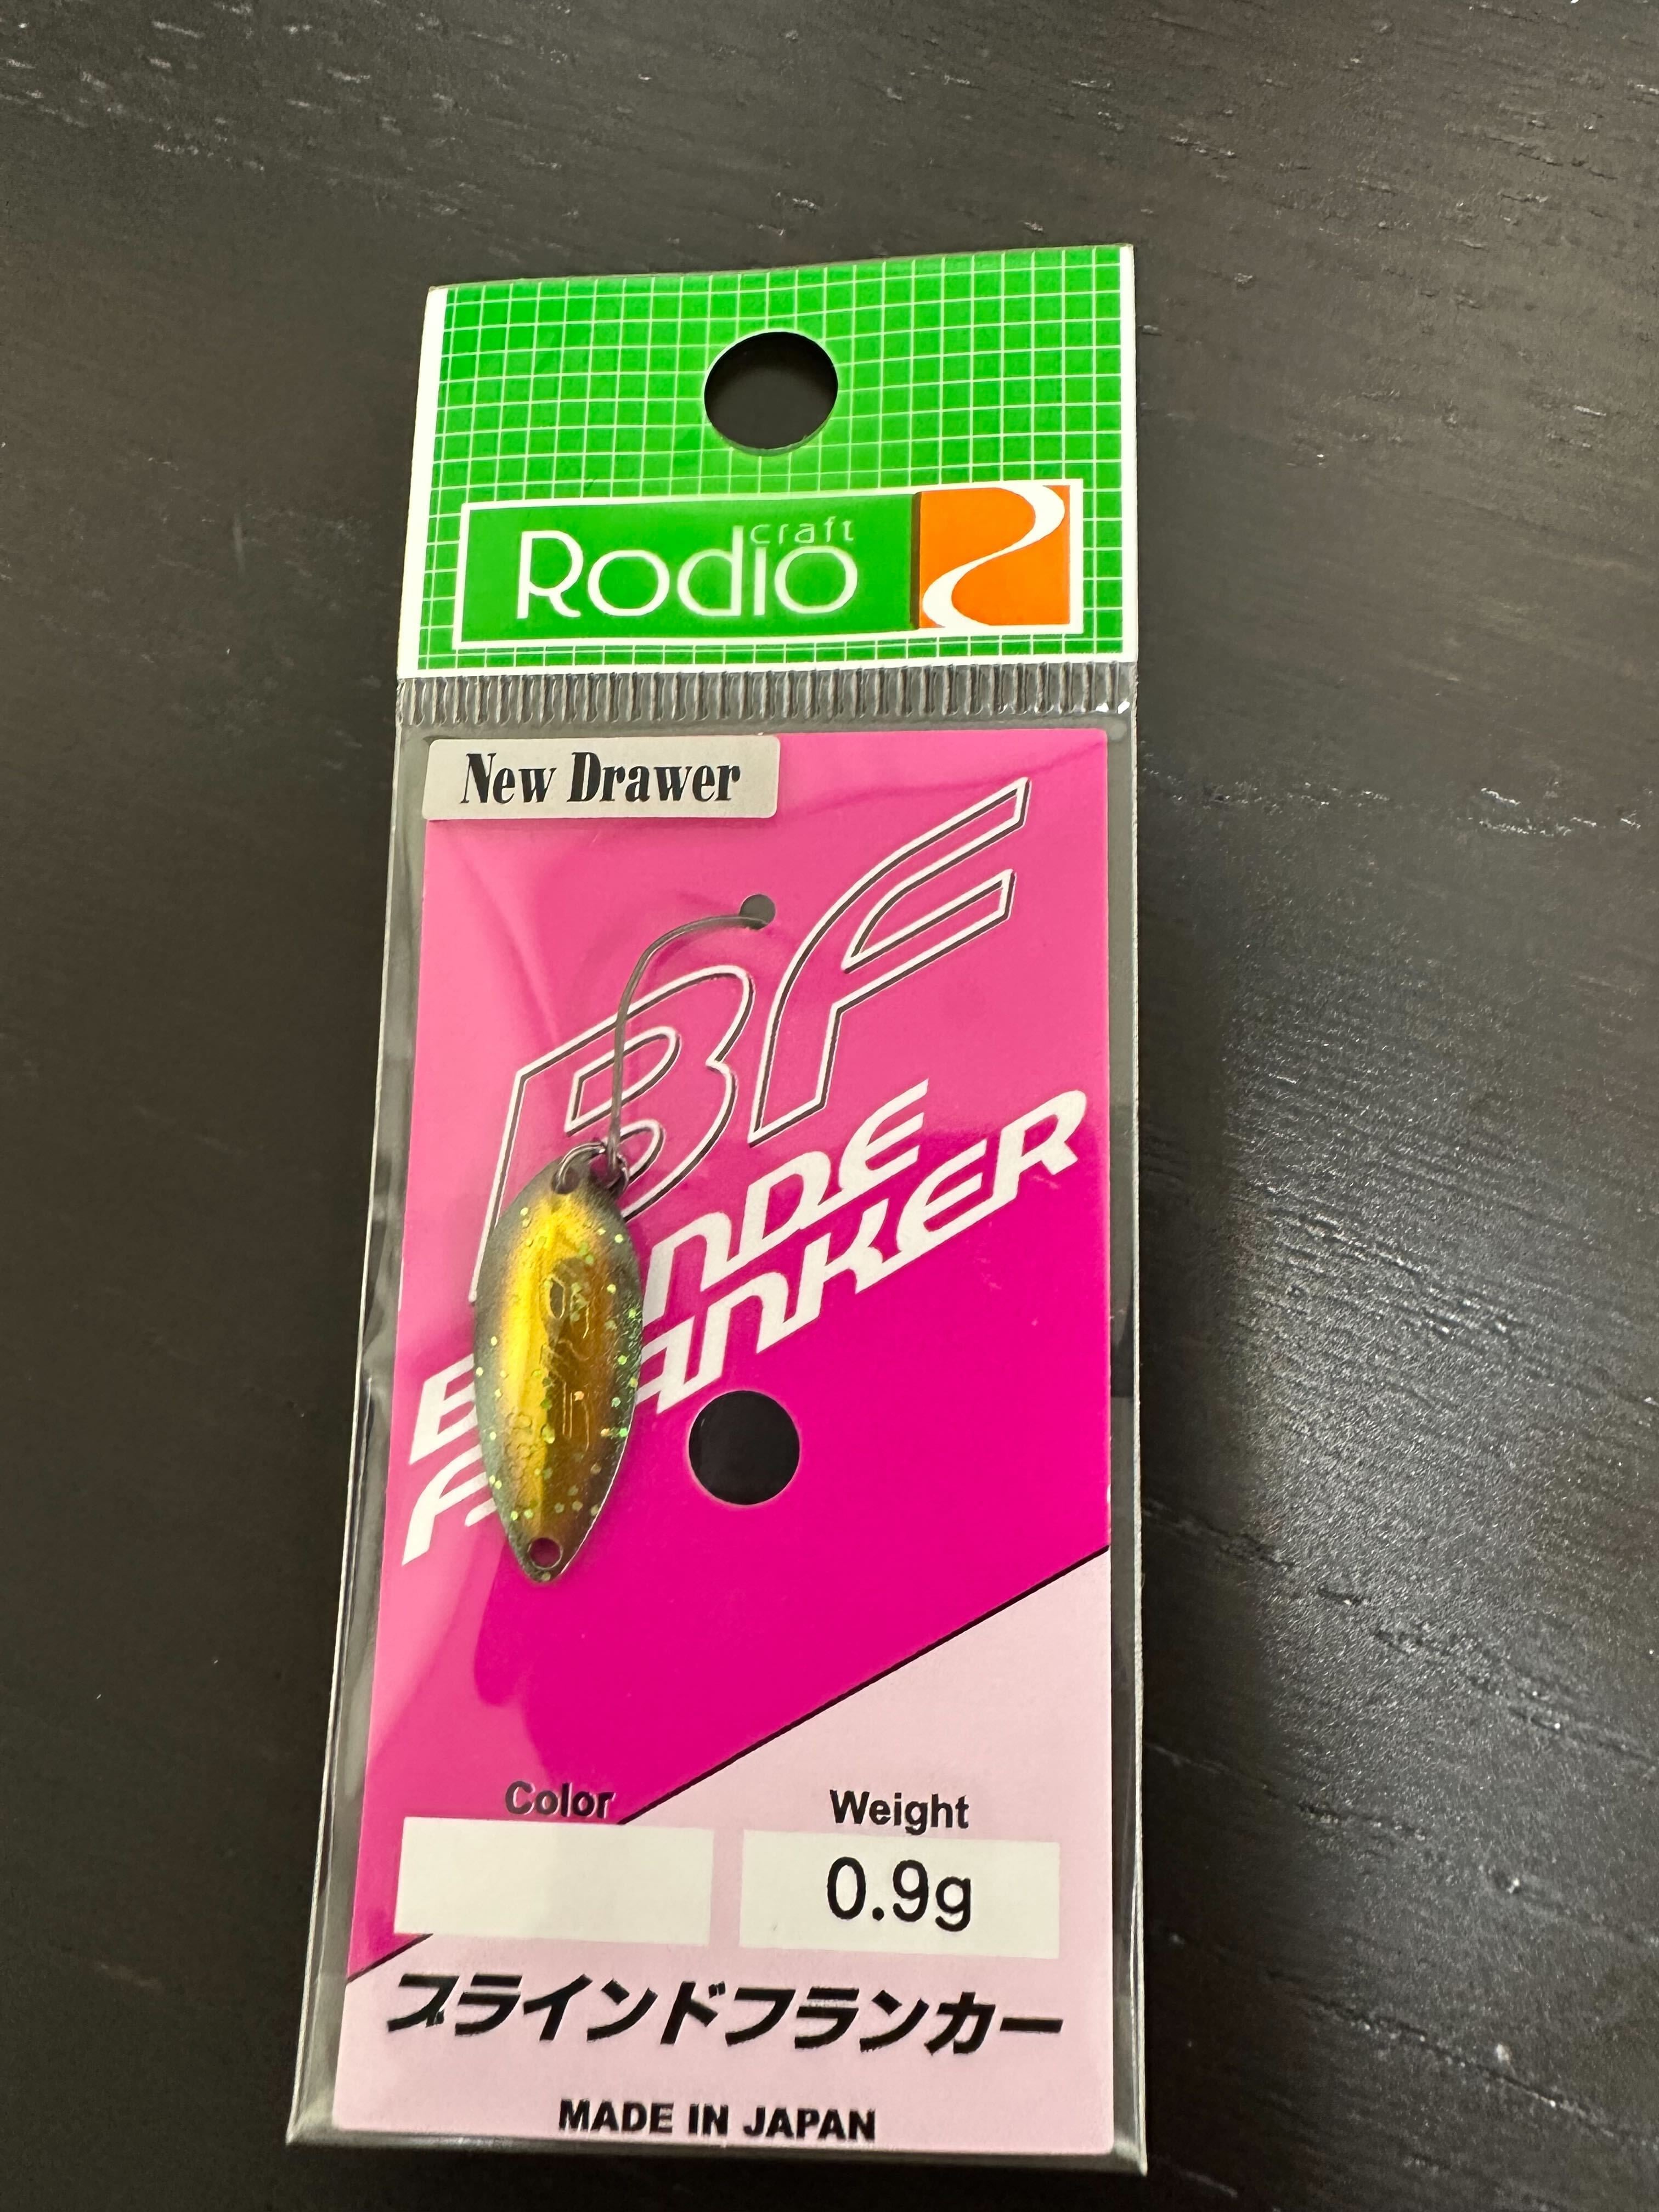 craft
Rodio
New Drawer
BF
Color
Weight
0.9g
ブラインドフランカー
MADE IN JAPAN